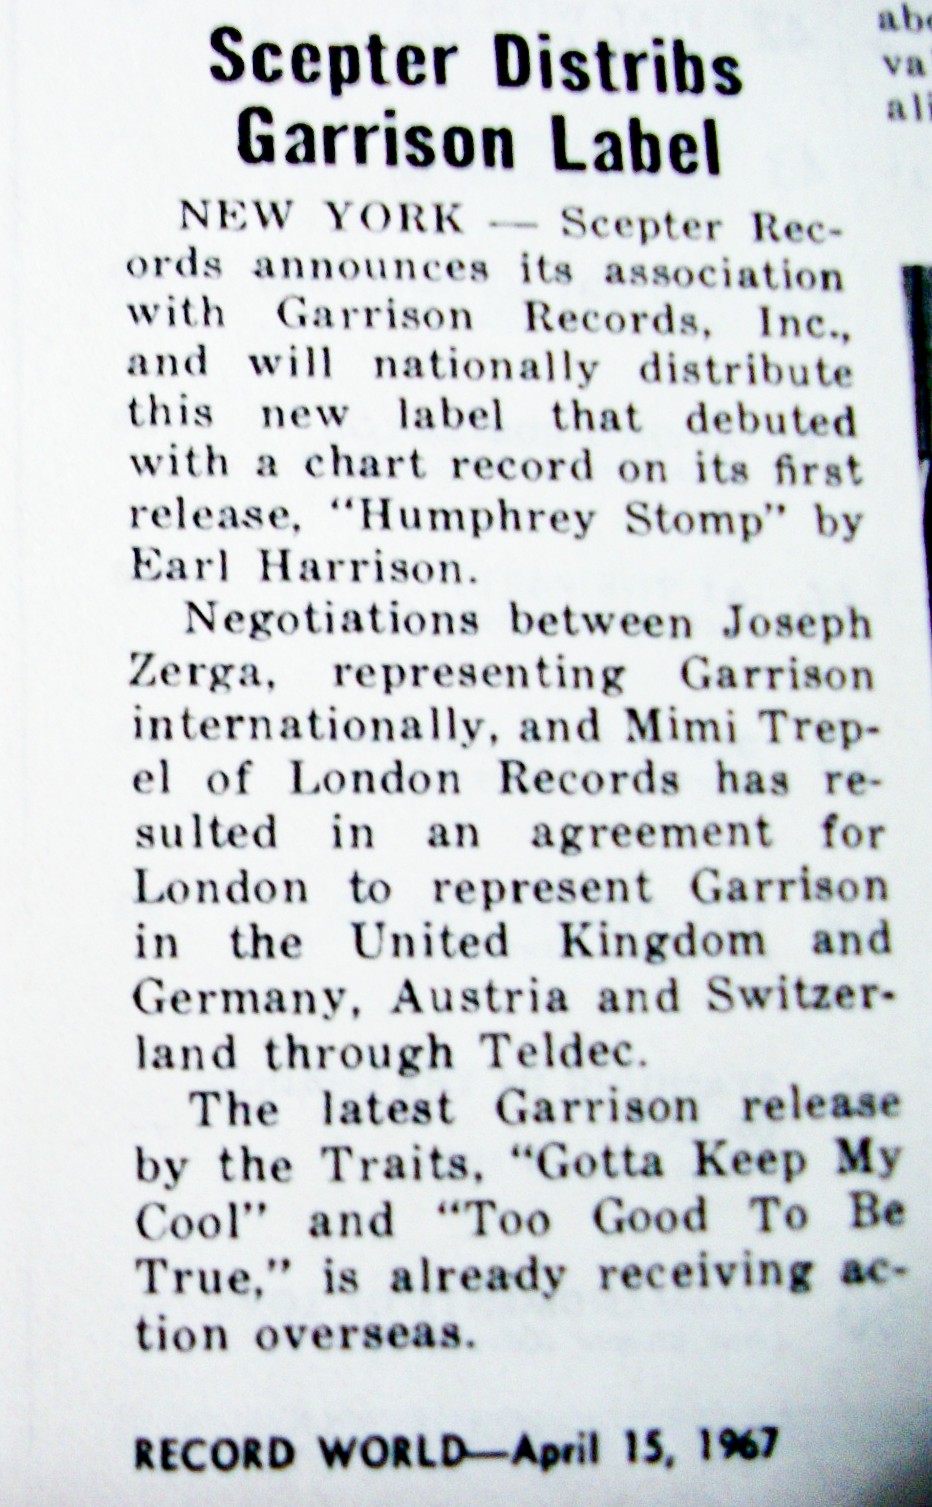 Scepter Distribs
Garrison Label
NEW YORK — Scepter Rec-
ords announces its association
with Garrison Records, Inc.,
and will nationally distribute
this new label that debuted
with a chart record on its first
release, "Humphrey Stomp" by
Earl Harrison.
Negotiations between Joseph
Zerga, representing Garrison
internationally, and Mimi Trep-
el of London Records has re-
sulted in an agreement for
London to represent Garrison
in the United Kingdom and
Germany, Austria and Switzer-
land through Teldec.
The latest Garrison release
by the Traits, "Gotta Keep My
Cool" and "Too Good To Be
True," is already receiving ac-
tion overseas.
RECORD WORLD—April 15, 1967